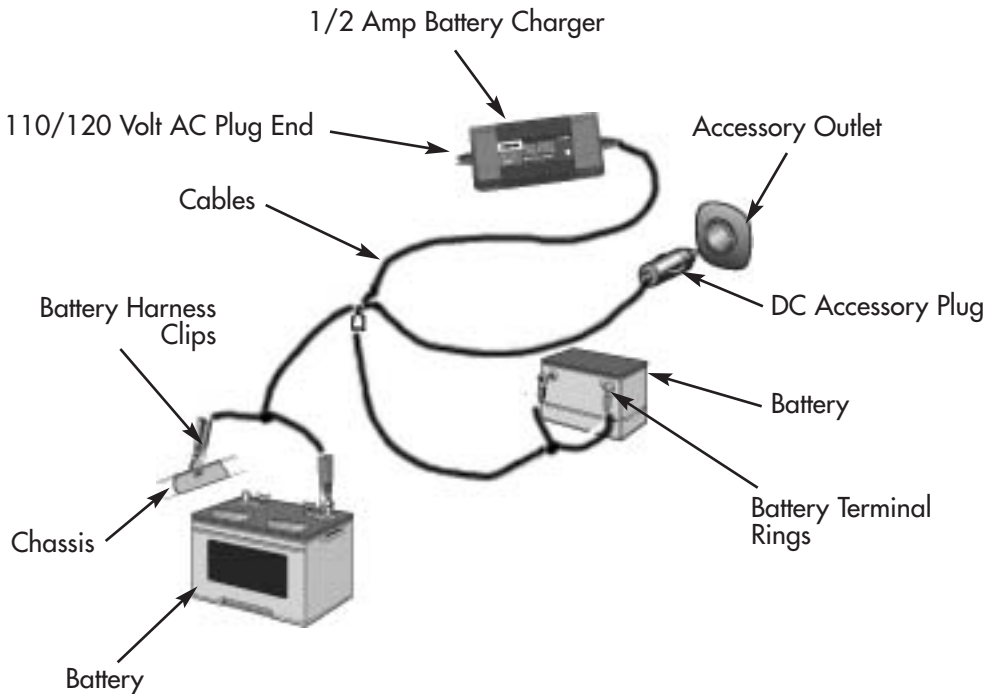 1/2 Amp Battery Charger
110/120 Volt AC Plug End
Accessory Outlet
Cables
Battery Harness
Clips
DC Accessory Plug
Battery
Battery Terminal
Rings
Chassis
Battery